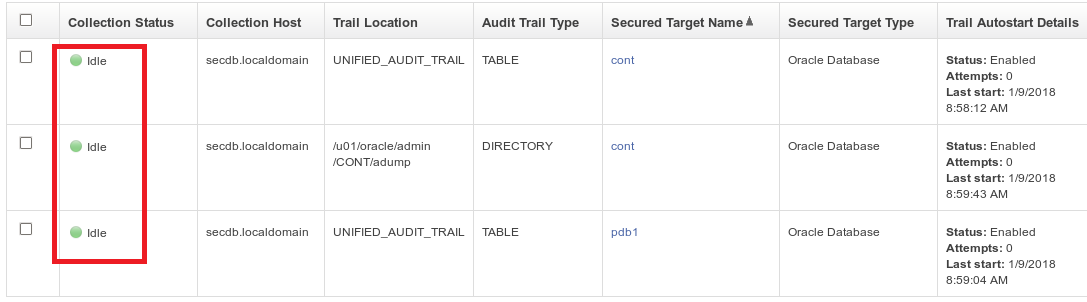 Collection Status Collection Host Trail Location Audit Trail Type Secured Target Name Secured Target Type Trail Autostart Details
Idle secdb.localdomain UNIFIED_AUDIT_TRAIL TABLE cont Oracle Database Status: Enabled
Attempts: 0
Last start: 1/9/2018
8:58:12 AM
Idle secdb.localdomain /u01/oracle/admin DIRECTORY cont Oracle Database Status: Enabled
/CONT/adump Attempts: 0
Last start: 1/9/2018
8:59:43 AM
Idle secdb.localdomain UNIFIED_AUDIT_TRAIL TABLE pdb1 Oracle Database Status: Enabled
Attempts: 0
Last start: 1/9/2018
8:59:04 AM